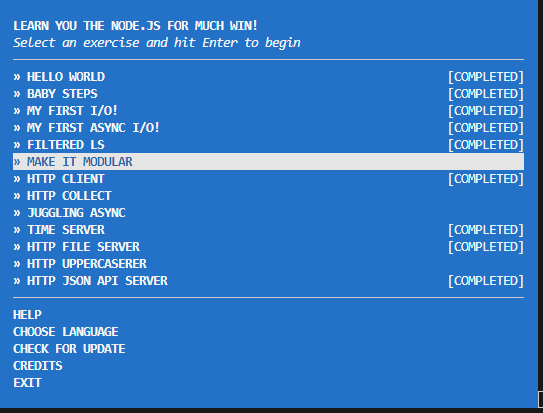 LEARN YOU THE NODE.JS FOR MUCH WIN!
Select an exercise and hit Enter to begin
» HELLO WORLD [COMPLETED]
» BABY STEPS [COMPLETED]
» MY FIRST I/O! [COMPLETED]
» MY FIRST ASYNC I/O! [COMPLETED]
» FILTERED LS [COMPLETED]
» MAKE IT MODULAR
» HTTP CLIENT [COMPLETED]
» HTTP COLLECT
» JUGGLING ASYNC
» TIME SERVER [COMPLETED]
» HTTP FILE SERVER [COMPLETED]
» HTTP UPPERCASERER
» HTTP JSON API SERVER [COMPLETED]
HELP
CHOOSE LANGUAGE
CHECK FOR UPDATE
CREDITS
EXIT